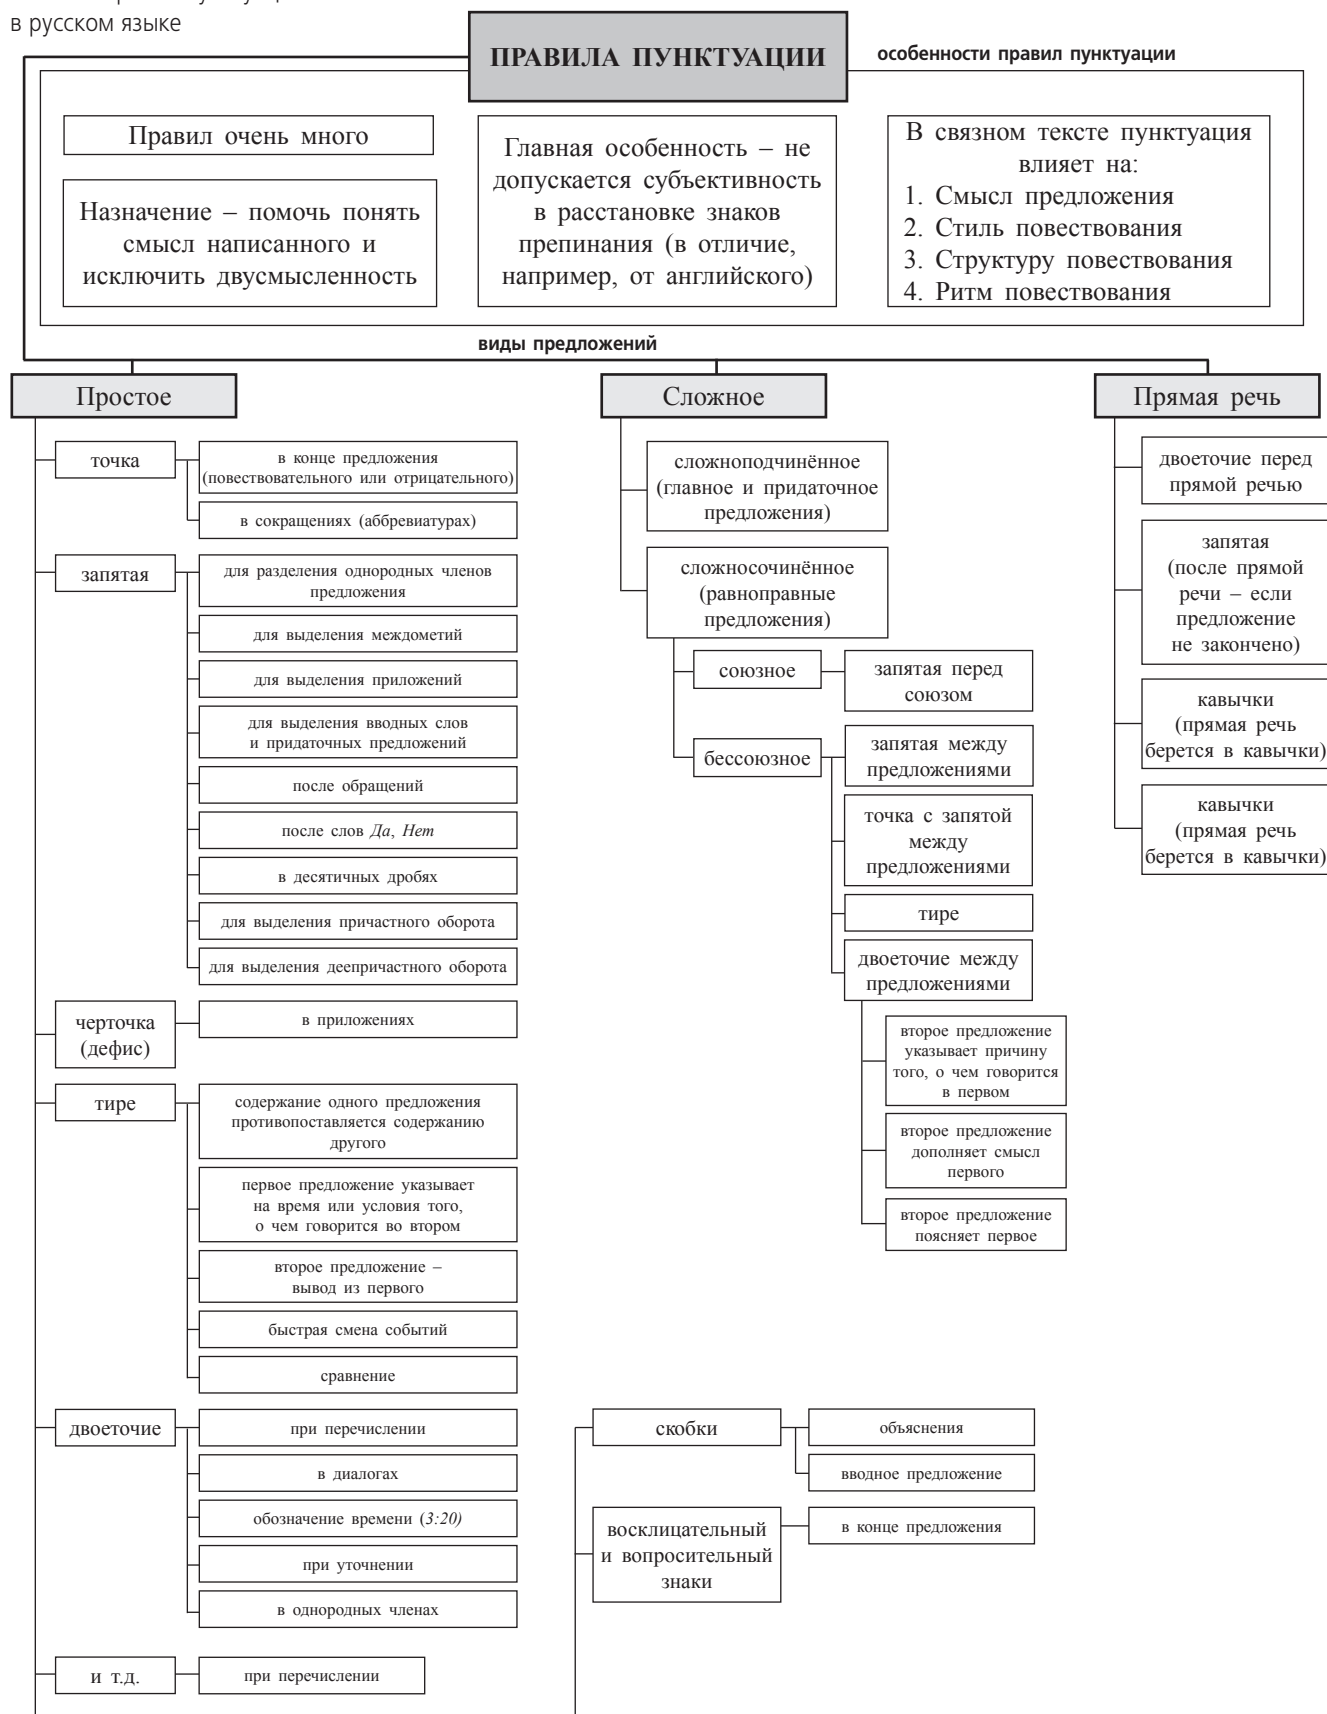 в русском языке
ПРАВИЛА ПУНКТУАЦИИ
особенности правил пунктуации
Правил очень много
Назначение – помочь понять
смысл написанного и
исключить двусмысленность
Главная особенность – не
допускается субъективность
в расстановке знаков
препинания (в отличие,
например, от английского)
В связном тексте пунктуация
влияет на:
1. Смысл предложения
2. Стиль повествования
3. Структуру повествования
4. Ритм повествования
виды предложений
Простое
точка
в конце предложения
(повествовательного или отрицательного)
в сокращениях (аббревиатурах)
запятая
для разделения однородных членов
предложения
для выделения междометий
для выделения приложений
для выделения вводных слов
и придаточных предложений
после обращений
после слов Да, Нет
в десятичных дробях
для выделения причастного оборота
для выделения деепричастного оборота
черточка
(дефис)
в приложениях
тире
содержание одного предложения
противопоставляется содержанию
другого
первое предложение указывает
на время или условия того,
о чем говорится во втором
второе предложение –
вывод из первого
быстрая смена событий
сравнение
двоеточие
при перечислении
в диалогах
обозначение времени (3:20)
при уточнении
в однородных членах
и т.д.
при перечислении
Сложное
сложноподчинённое
(главное и придаточное
предложения)
сложносочинённое
(равноправные
предложения)
союзное
запятая перед
союзом
бессоюзное
запятая между
предложениями
точка с запятой
между
предложениями
тире
двоеточие между
предложениями
второе предложение
указывает причину
того, о чем говорится
в первом
второе предложение
дополняет смысл
первого
второе предложение
поясняет первое
скобки
объяснения
вводное предложение
восклицательный
и вопросительный
знаки
в конце предложения
Прямая речь
двоеточие перед
прямой речью
запятая
(после прямой
речи – если
предложение
не закончено)
кавычки
(прямая речь
берется в кавычки)
кавычки
(прямая речь
берется в кавычки)